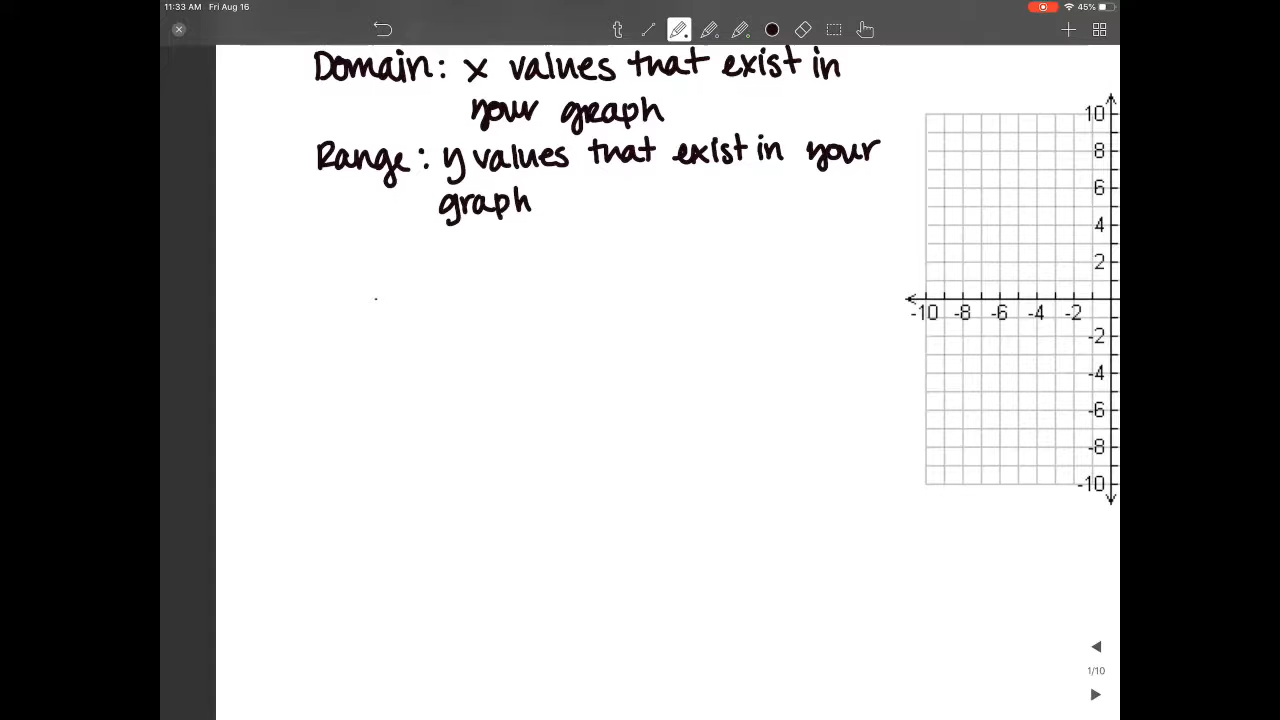 11:33 AM Fri Aug 16
45%
Domain: x values that exist in
your graph
Range: y values that exist in your
graph
10
8
6
4
2
-10 -8 -6 -4 -2
-2
-4
-6
-8
-10
1/10